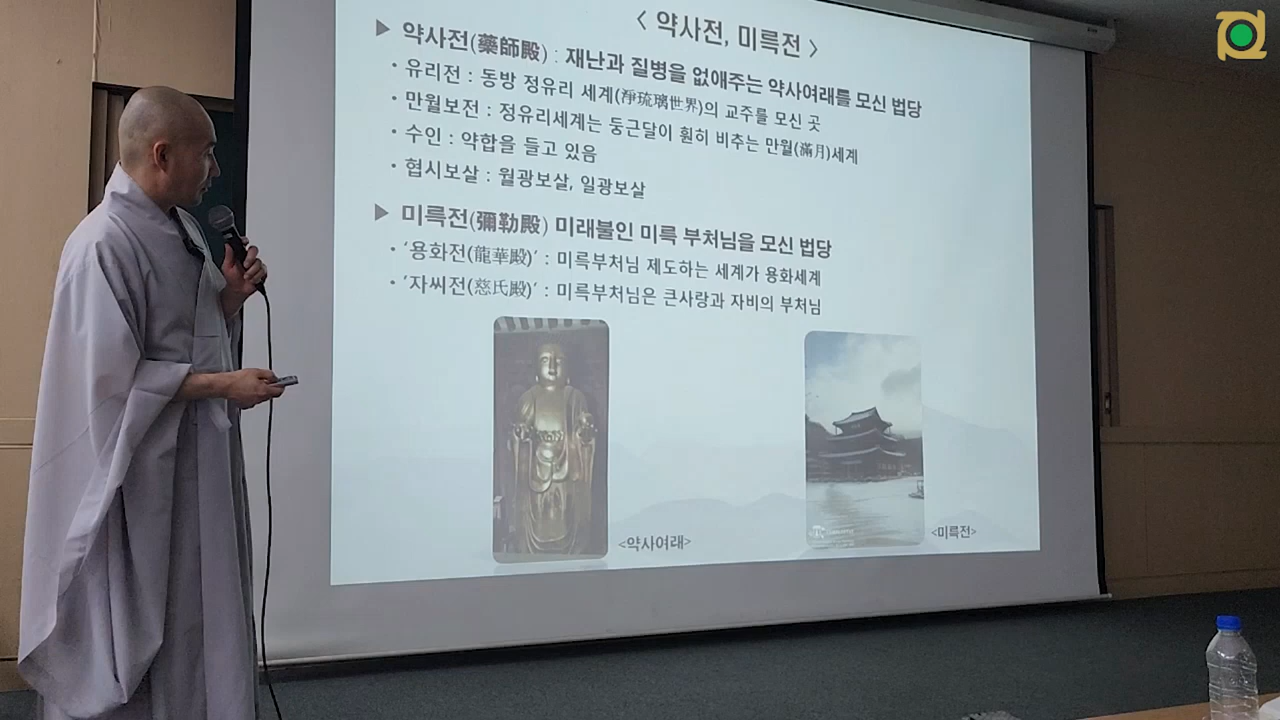 < 약사전, 미륵전 >
▶ 약사전(藥師殿) : 재난과 질병을 없애주는 약사여래를 모신 법당
• 유리전 : 동방 정유리 세계(淨琉璃世界)의 교주를 모신 곳
• 만월보전 : 정유리세계는 둥근달이 훤히 비추는 만월(滿月)세계
• 수인 : 약합을 들고 있음
• 협시보살 : 월광보살, 일광보살
▶ 미륵전(彌勒殿) 미래불인 미륵 부처님을 모신 법당
• ‘용화전(龍華殿)‘ : 미륵부처님 제도하는 세계가 용화세계
• ‘자씨전(慈氏殿)‘ : 미륵부처님은 큰사랑과 자비의 부처님
<약사여래>
<미륵전>